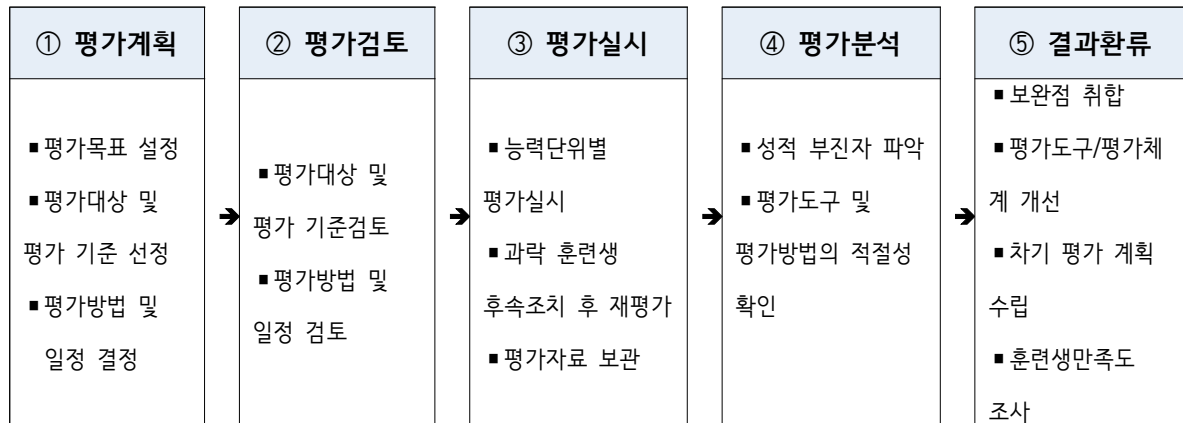 ① 평가계획
■ 평가목표 설정
■ 평가대상 및
평가 기준 선정
■ 평가방법 및
일정 결정
➔
② 평가검토
■ 평가대상 및
평가 기준검토
■ 평가방법 및
일정 검토
➔
③ 평가실시
■ 능력단위별
평가실시
■ 과락 훈련생
후속조치 후 재평가
■ 평가자료 보관
➔
④ 평가분석
■ 성적 부진자 파악
■ 평가도구 및
평가방법의 적절성
확인
➔
⑤ 결과환류
■ 보완점 취합
■ 평가도구/평가체
계 개선
■ 차기 평가 계획
수립
■ 훈련생만족도
조사